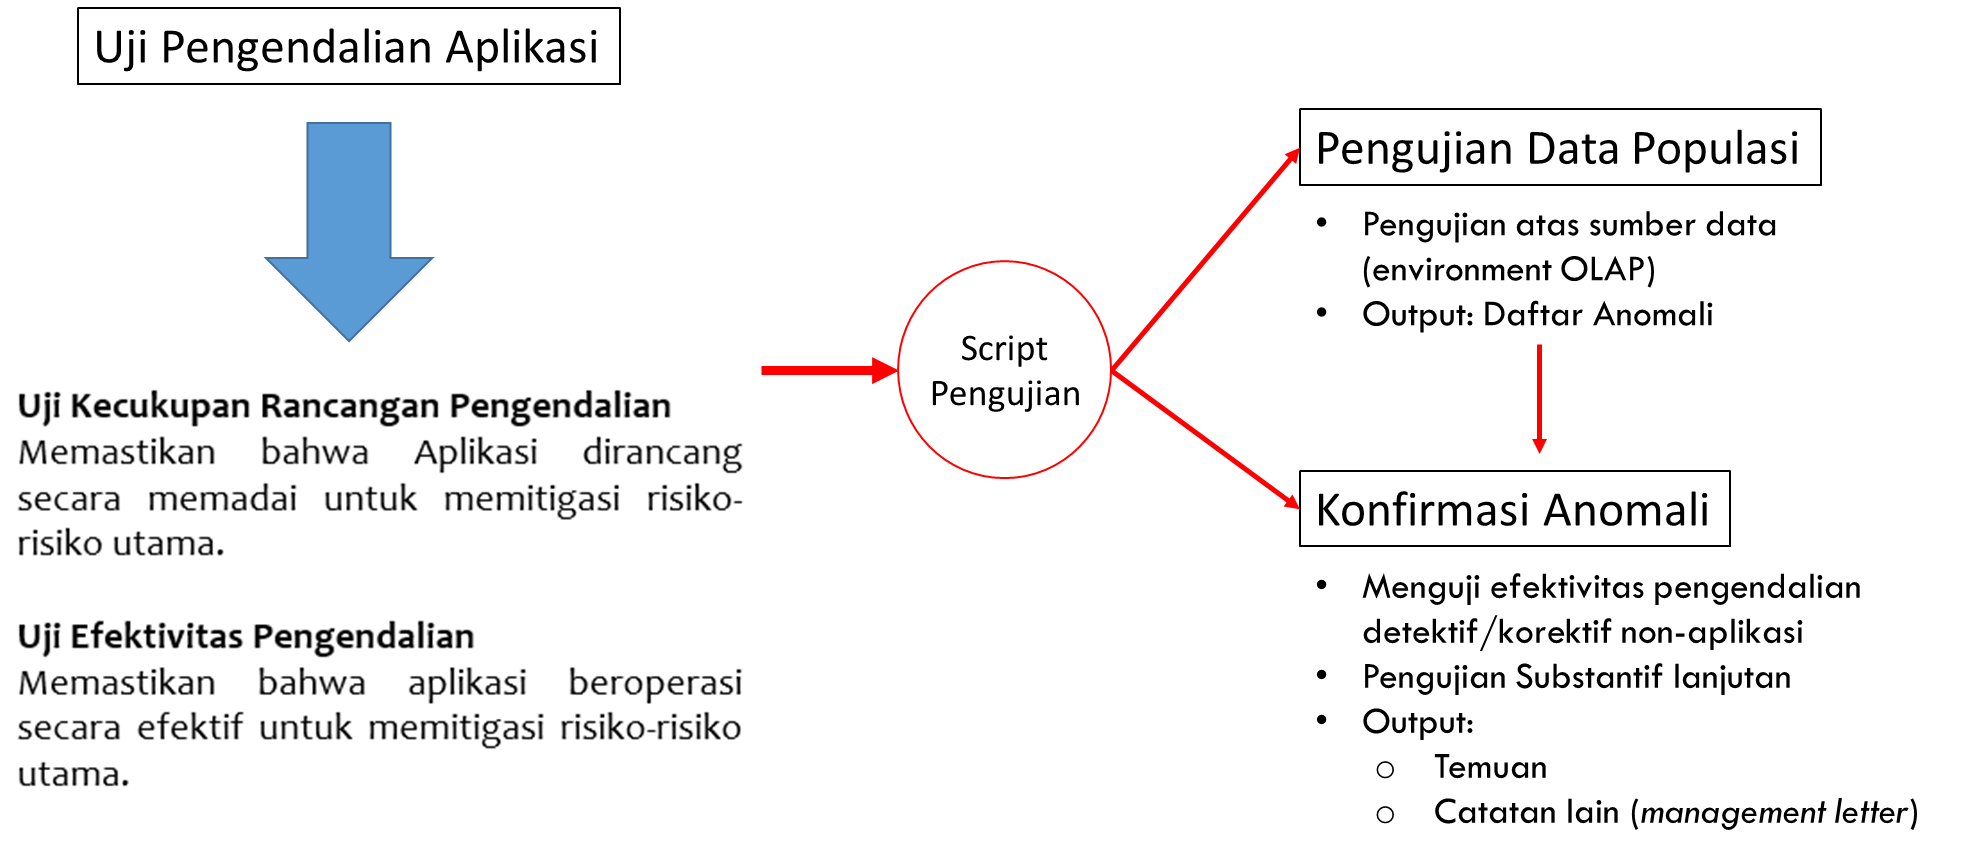 Uji Pengendalian Aplikasi
Uji Kecukupan Rancangan Pengendalian
Memastikan bahwa Aplikasi dirancang
secara memadai untuk memitigasi risiko-
risiko utama.
Uji Efektivitas Pengendalian
Memastikan bahwa aplikasi beroperasi
secara efektif untuk memitigasi risiko-risiko
utama.
Script
Pengujian
Pengujian Data Populasi
• Pengujian atas sumber data
(environment OLAP)
• Output: Daftar Anomali
Konfirmasi Anomali
• Menguji efektivitas pengendalian
detektif/korektif non-aplikasi
• Pengujian Substantif lanjutan
• Output:
o Temuan
o Catatan lain (management letter)